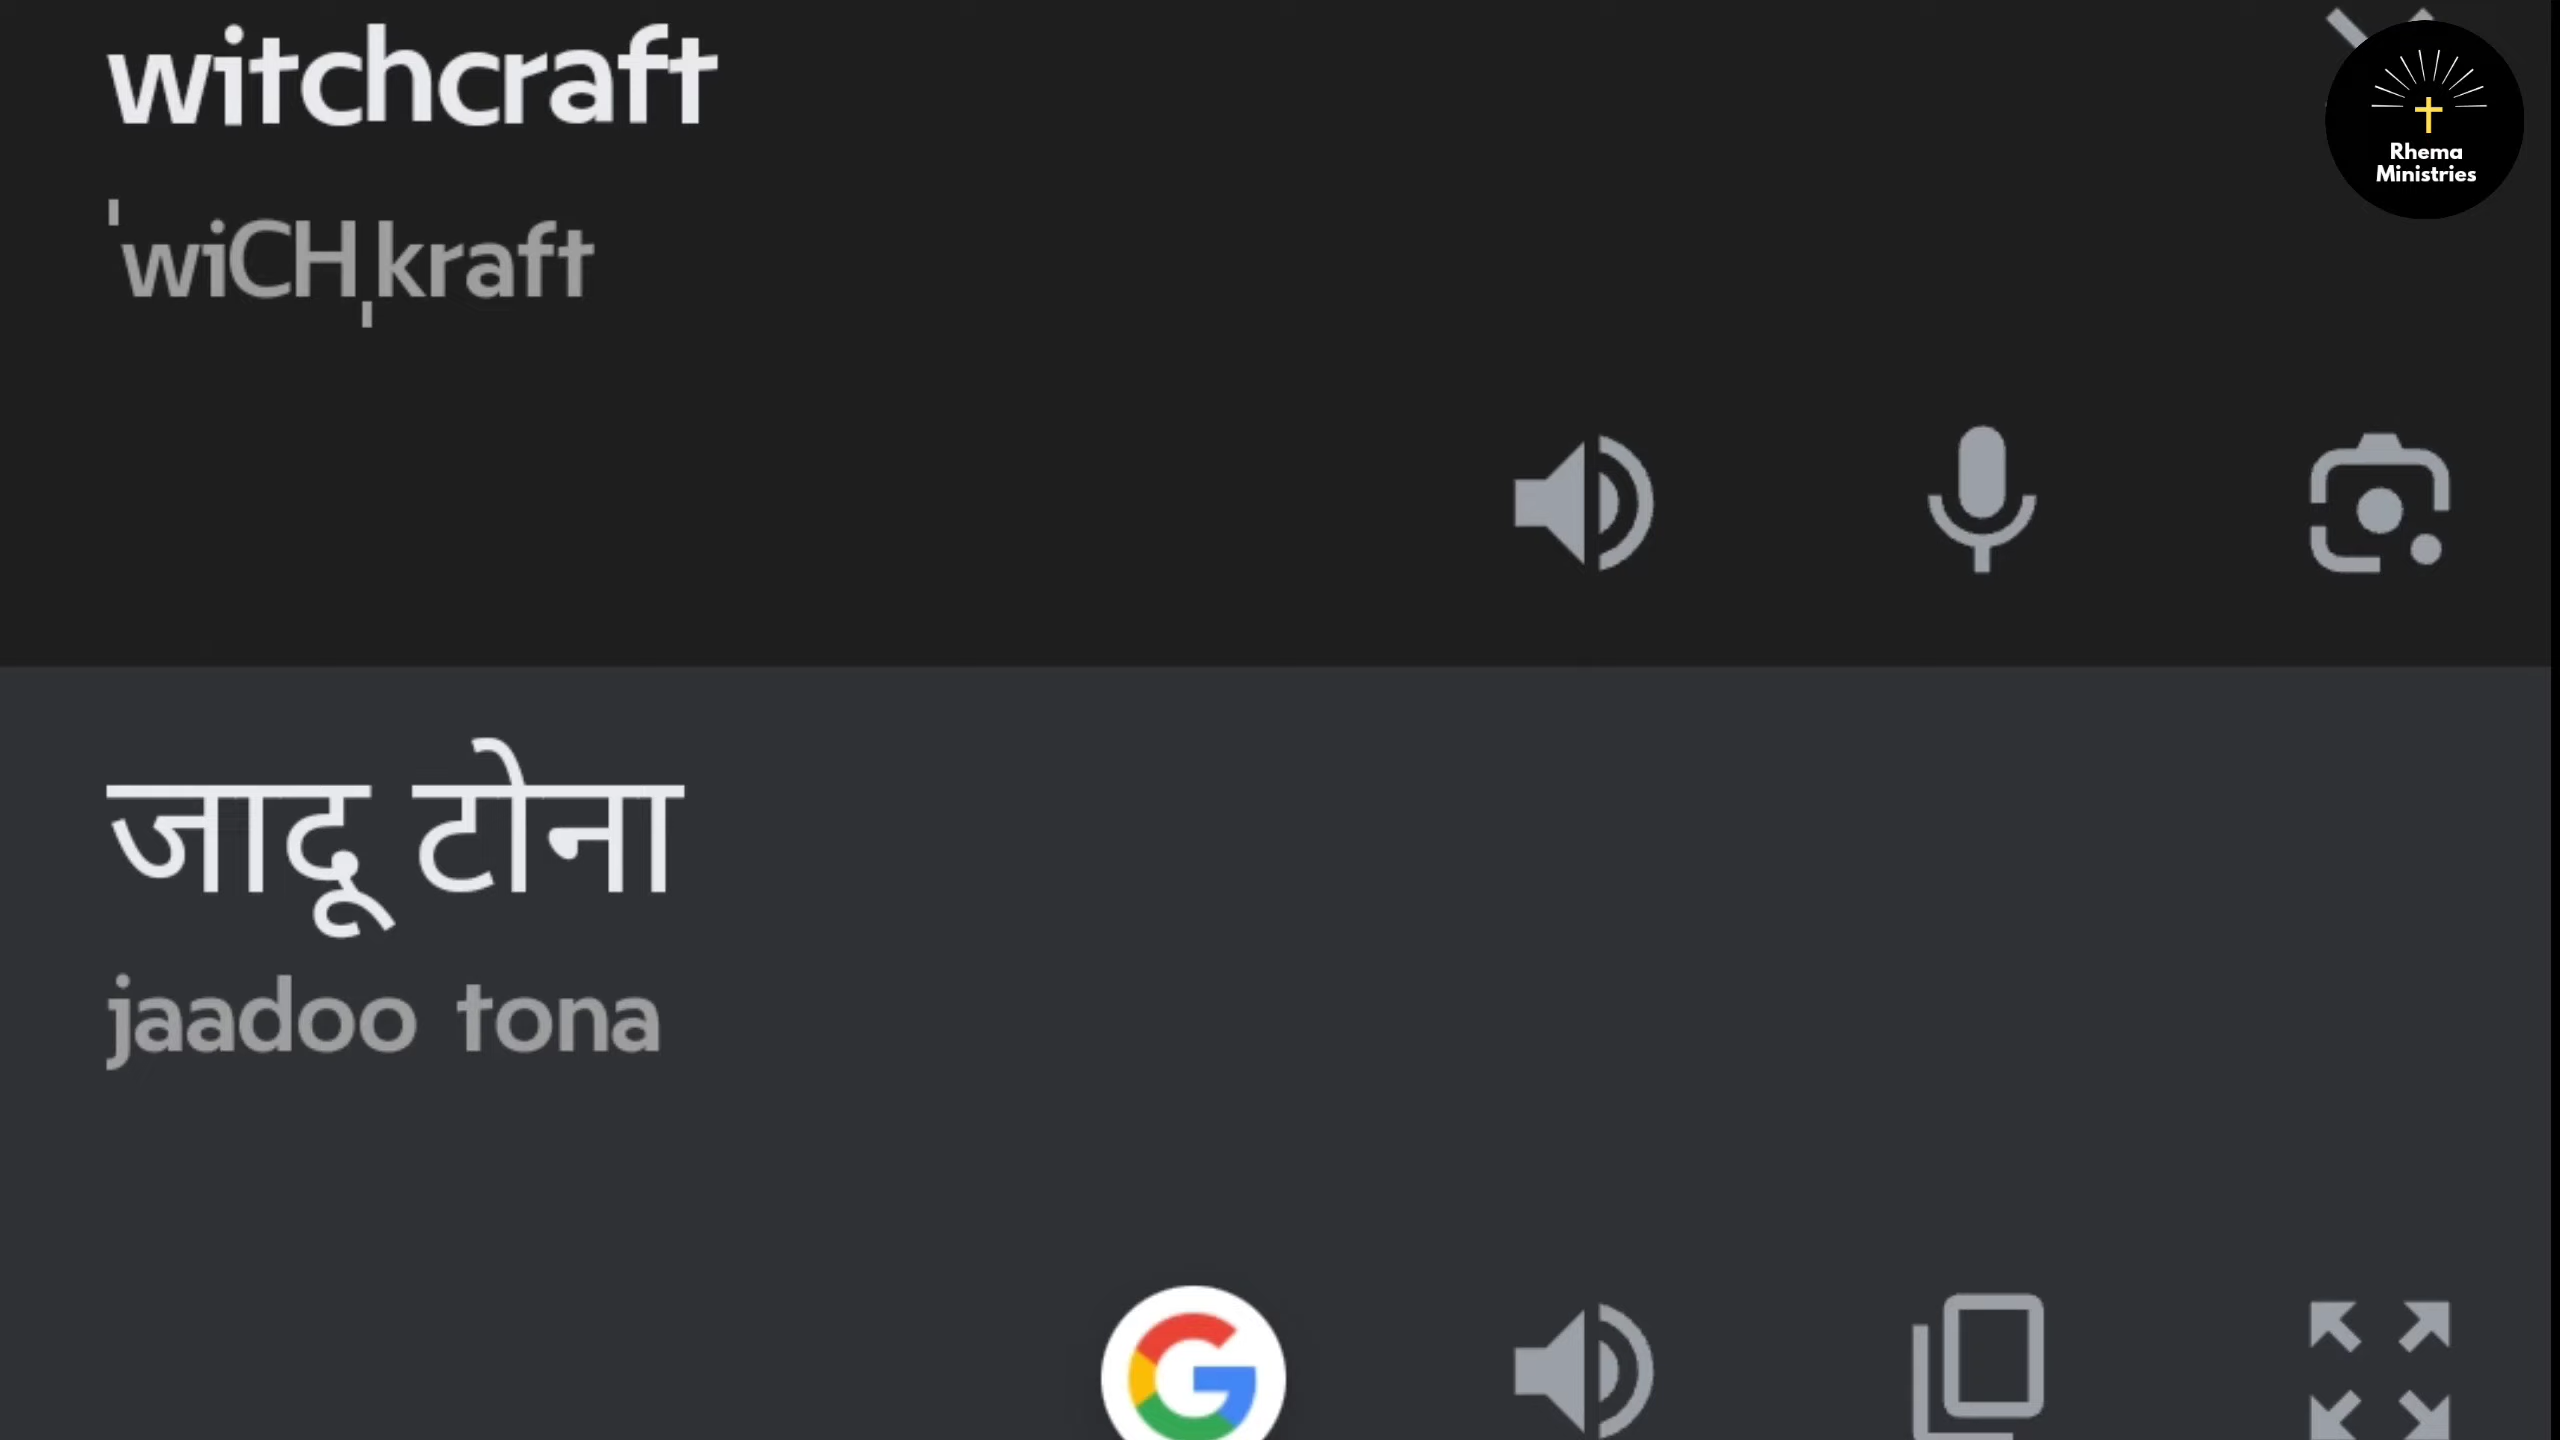 witchcraft
Rhema
Ministries
ˈwiCHˌkraft
जादू टोना
jaadoo tona